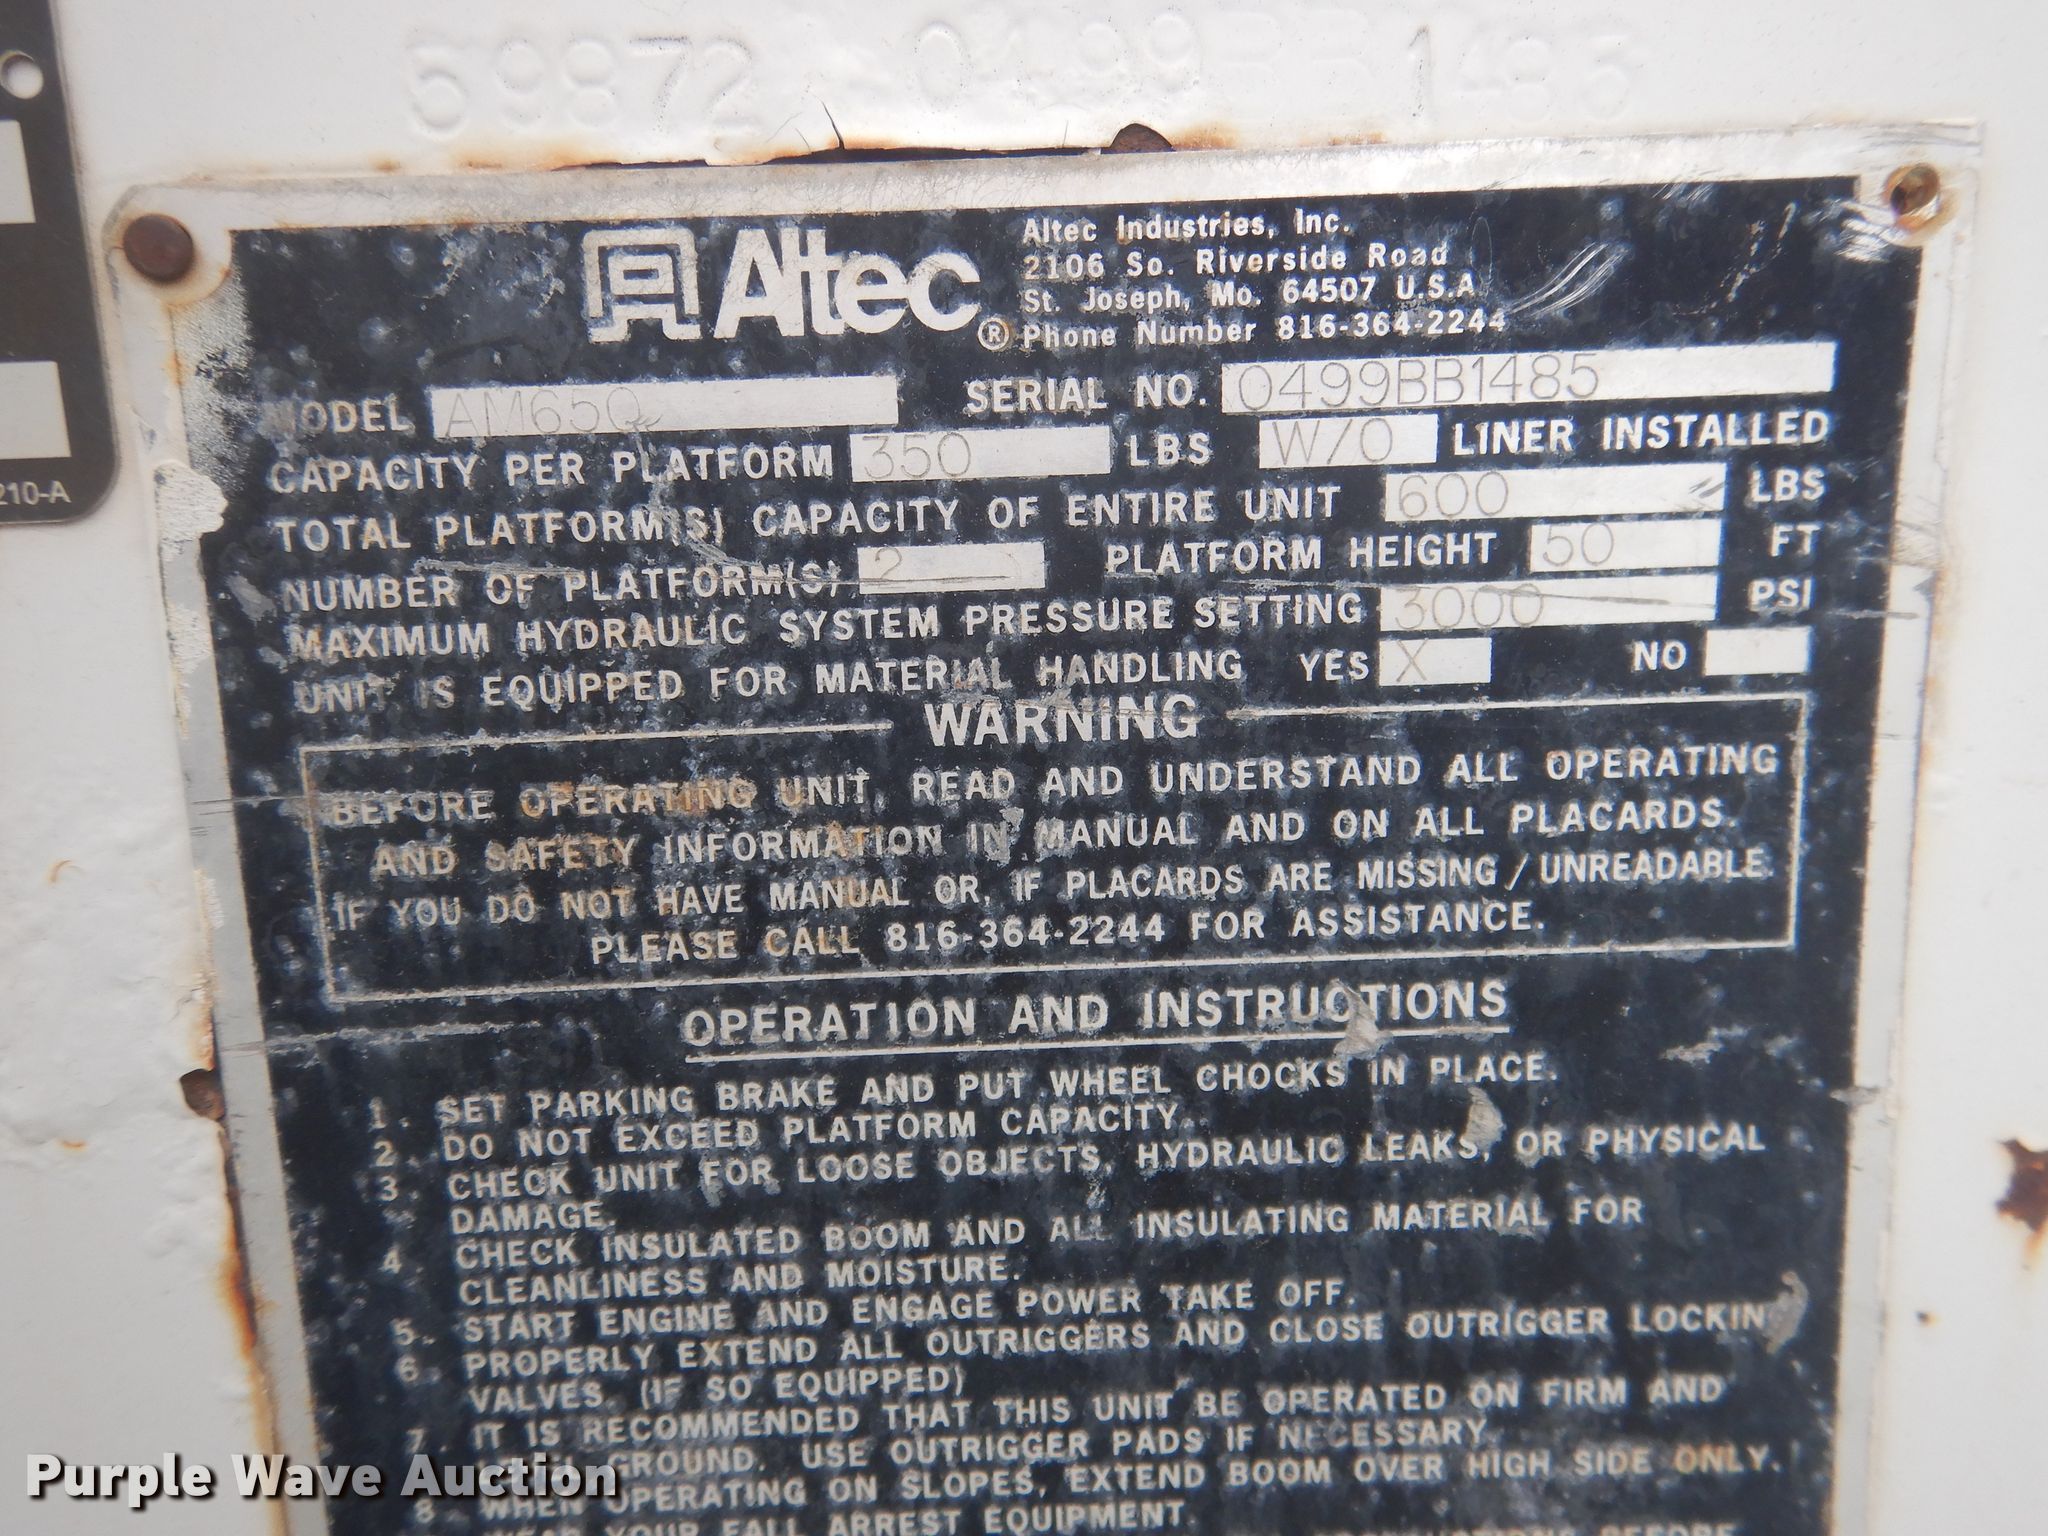 69872 0499BB1485
210-A
Altec
®
Altec Industries, Inc.
2106 So. Riverside Road
St. Joseph, Mo. 64507 U.S.A.
Phone Number 816-364-2244
MODEL AM650 SERIAL NO. 0499BB1485
CAPACITY PER PLATFORM 350 LBS W/O LINER INSTALLED
TOTAL PLATFORM(S) CAPACITY OF ENTIRE UNIT 600 LBS
NUMBER OF PLATFORM(S) 2 PLATFORM HEIGHT 50 FT
MAXIMUM HYDRAULIC SYSTEM PRESSURE SETTING 3000 PSI
UNIT IS EQUIPPED FOR MATERIAL HANDLING YES X NO
WARNING
BEFORE OPERATING UNIT, READ AND UNDERSTAND ALL OPERATING
AND SAFETY INFORMATION IN MANUAL AND ON ALL PLACARDS.
IF YOU DO NOT HAVE MANUAL OR, IF PLACARDS ARE MISSING/UNREADABLE.
PLEASE CALL 816-364-2244 FOR ASSISTANCE.
OPERATION AND INSTRUCTIONS
1. SET PARKING BRAKE AND PUT WHEEL CHOCKS IN PLACE.
2. DO NOT EXCEED PLATFORM CAPACITY.
3. CHECK UNIT FOR LOOSE OBJECTS, HYDRAULIC LEAKS, OR PHYSICAL
DAMAGE.
4. CHECK INSULATED BOOM AND ALL INSULATING MATERIAL FOR
CLEANLINESS AND MOISTURE.
5. START ENGINE AND ENGAGE POWER TAKE OFF.
6. PROPERLY EXTEND ALL OUTRIGGERS AND CLOSE OUTRIGGER LOCKIN
VALVES. (IF SO EQUIPPED)
7. IT IS RECOMMENDED THAT THIS UNIT BE OPERATED ON FIRM AND
GROUND. USE OUTRIGGER PADS IF NECESSARY.
8. WHEN OPERATING ON SLOPES, EXTEND BOOM OVER HIGH SIDE ONLY.
WEAR YOUR FALL ARREST EQUIPMENT.
BEFORE
Purple Wave Auction